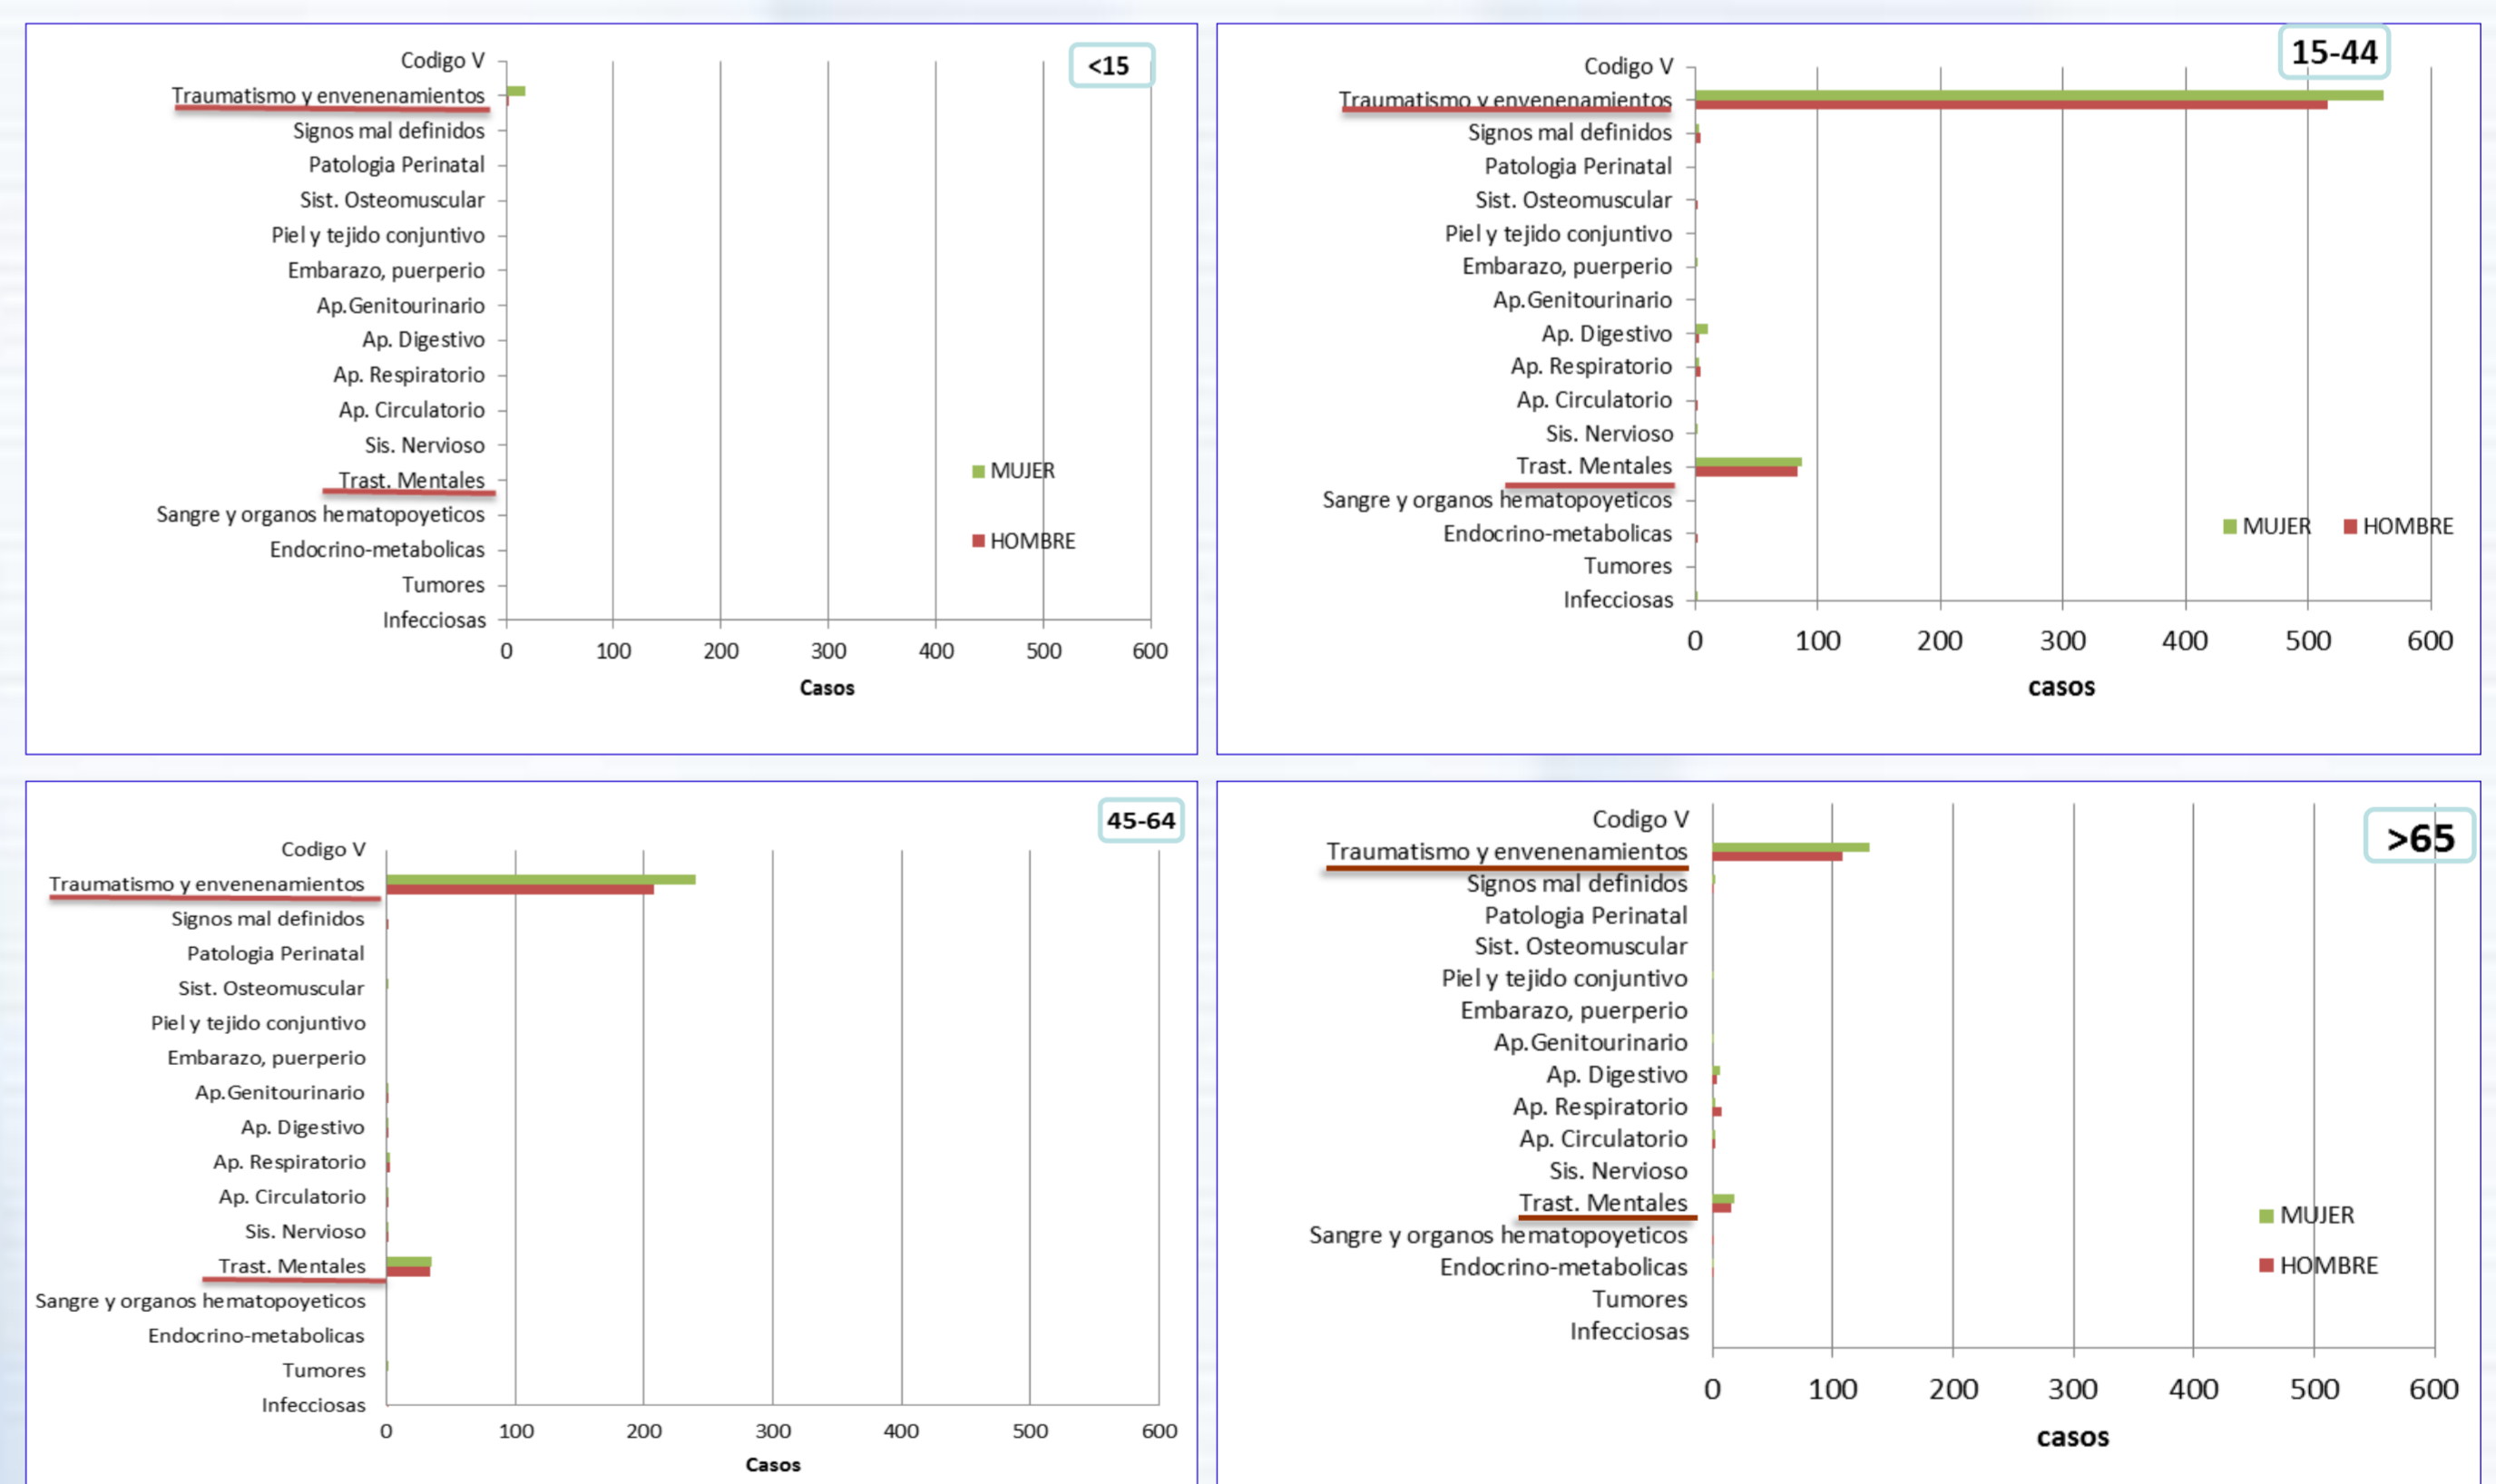 <15
Codigo V
Traumatismo y envenenamientos
Signos mal definidos
Patologia Perinatal
Sist. Osteomuscular
Piel y tejido conjuntivo
Embarazo, puerperio
Ap.Genitourinario
Ap. Digestivo
Ap. Respiratorio
Ap. Circulatorio
Sis. Nervioso
Trast. Mentales
Sangre y organos hematopoyeticos
Endocrino-metabolicas
Tumores
Infecciosas
MUJER
HOMBRE
0 100 200 300 400 500 600
Casos
15-44
Codigo V
Traumatismo y envenenamientos
Signos mal definidos
Patologia Perinatal
Sist. Osteomuscular
Piel y tejido conjuntivo
Embarazo, puerperio
Ap.Genitourinario
Ap. Digestivo
Ap. Respiratorio
Ap. Circulatorio
Sis. Nervioso
Trast. Mentales
Sangre y organos hematopoyeticos
Endocrino-metabolicas
Tumores
Infecciosas
MUJER HOMBRE
0 100 200 300 400 500 600
casos
45-64
Codigo V
Traumatismo y envenenamientos
Signos mal definidos
Patologia Perinatal
Sist. Osteomuscular
Piel y tejido conjuntivo
Embarazo, puerperio
Ap.Genitourinario
Ap. Digestivo
Ap. Respiratorio
Ap. Circulatorio
Sis. Nervioso
Trast. Mentales
Sangre y organos hematopoyeticos
Endocrino-metabolicas
Tumores
Infecciosas
0 100 200 300 400 500 600
Casos
>65
Codigo V
Traumatismo y envenenamientos
Signos mal definidos
Patologia Perinatal
Sist. Osteomuscular
Piel y tejido conjuntivo
Embarazo, puerperio
Ap.Genitourinario
Ap. Digestivo
Ap. Respiratorio
Ap. Circulatorio
Sis. Nervioso
Trast. Mentales
Sangre y organos hematopoyeticos
Endocrino-metabolicas
Tumores
Infecciosas
MUJER
HOMBRE
0 100 200 300 400 500 600
casos